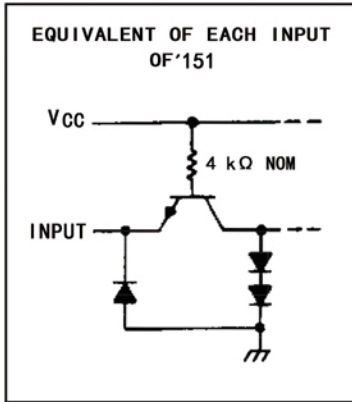 EQUIVALENT OF EACH INPUT
OF'151
VCC
4 kΩ NOM
INPUT